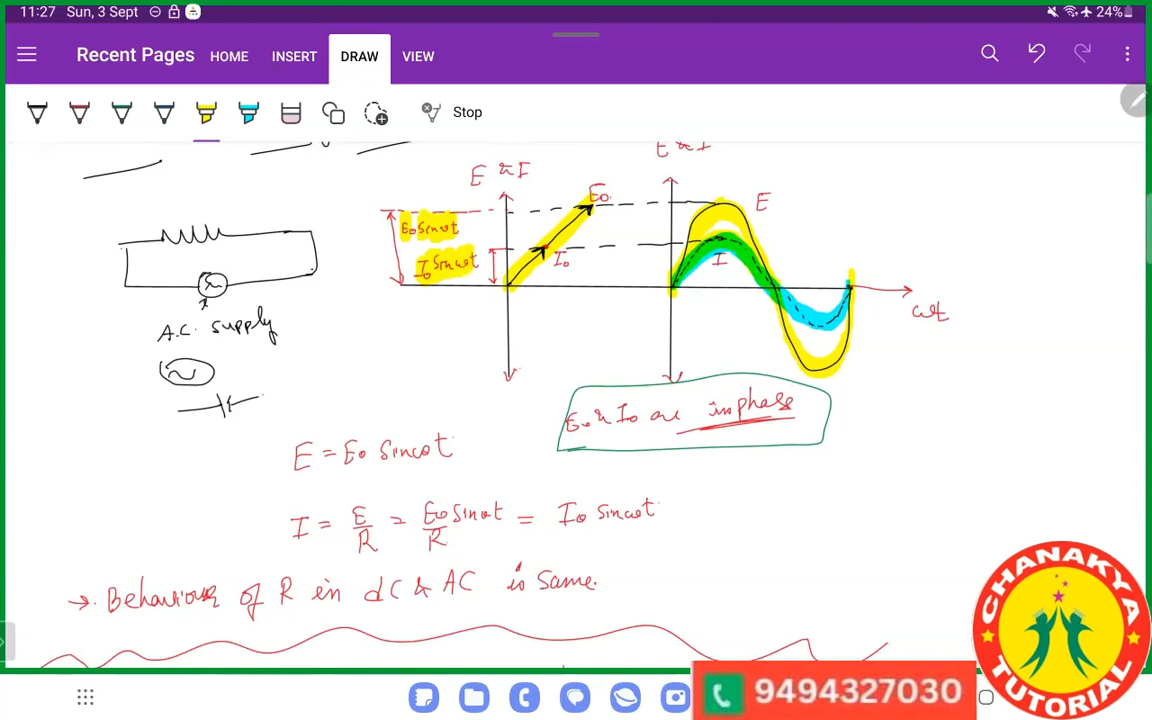 11:27 Sun, 3 Sept
24%
Recent Pages HOME INSERT DRAW VIEW
Stop
E & I
E & I
E₀
E
E₀ sinωt
I₀ sinωt
I₀
I
ωt
A.C. supply
E₀ & I₀ are inphase
E = E₀ sinωt
I = E/R = E₀ sinωt/R = I₀ sinωt
→ Behaviour of R in dC & AC is same.
CHANAKYA
TUTORIAL
9494327030